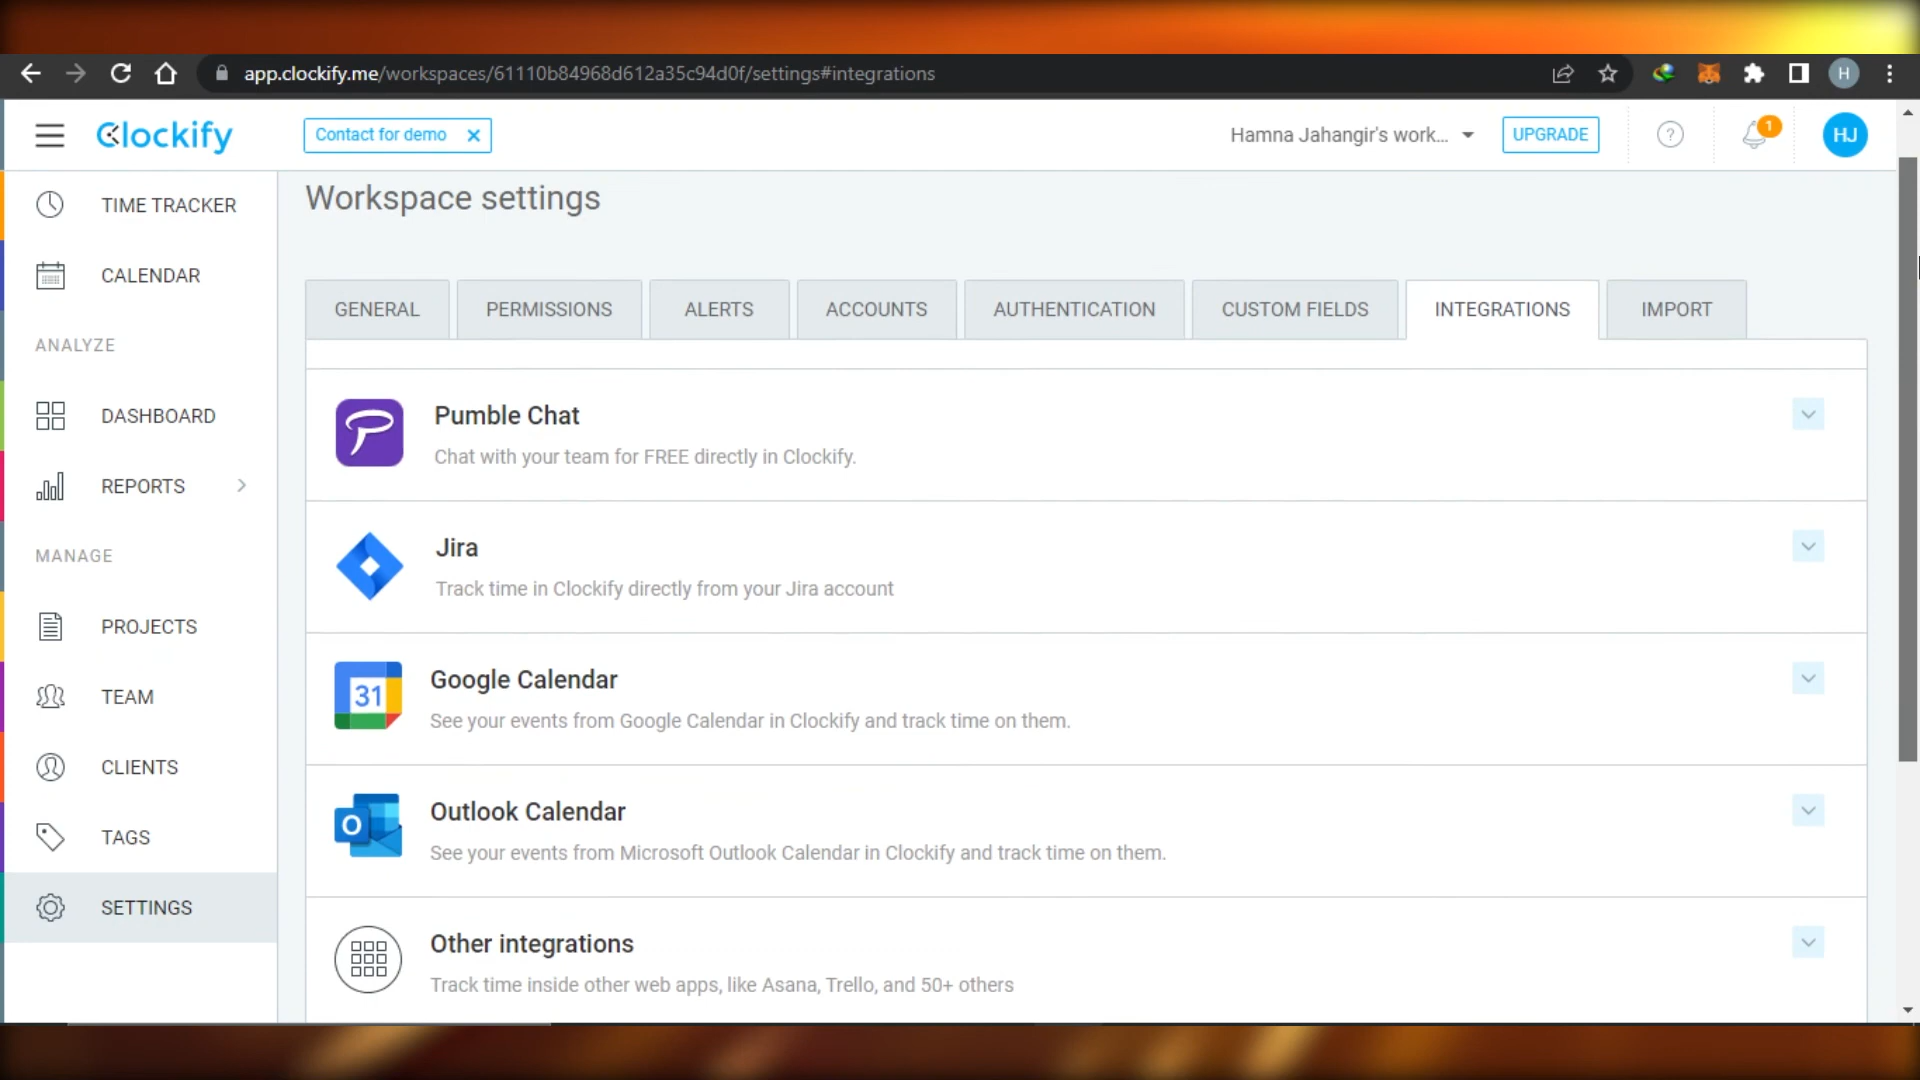 app.clockify.me/workspaces/61110b84968d612a35c94d0f/settings#integrations
H
Clockify
Contact for demo
Hamna Jahangir's work...
UPGRADE
?
1
HJ
TIME TRACKER
CALENDAR
ANALYZE
DASHBOARD
REPORTS
MANAGE
PROJECTS
TEAM
CLIENTS
TAGS
SETTINGS
Workspace settings
GENERAL
PERMISSIONS
ALERTS
ACCOUNTS
AUTHENTICATION
CUSTOM FIELDS
INTEGRATIONS
IMPORT
Pumble Chat
Chat with your team for FREE directly in Clockify.
Jira
Track time in Clockify directly from your Jira account
31
Google Calendar
See your events from Google Calendar in Clockify and track time on them.
O
Outlook Calendar
See your events from Microsoft Outlook Calendar in Clockify and track time on them.
Other integrations
Track time inside other web apps, like Asana, Trello, and 50+ others